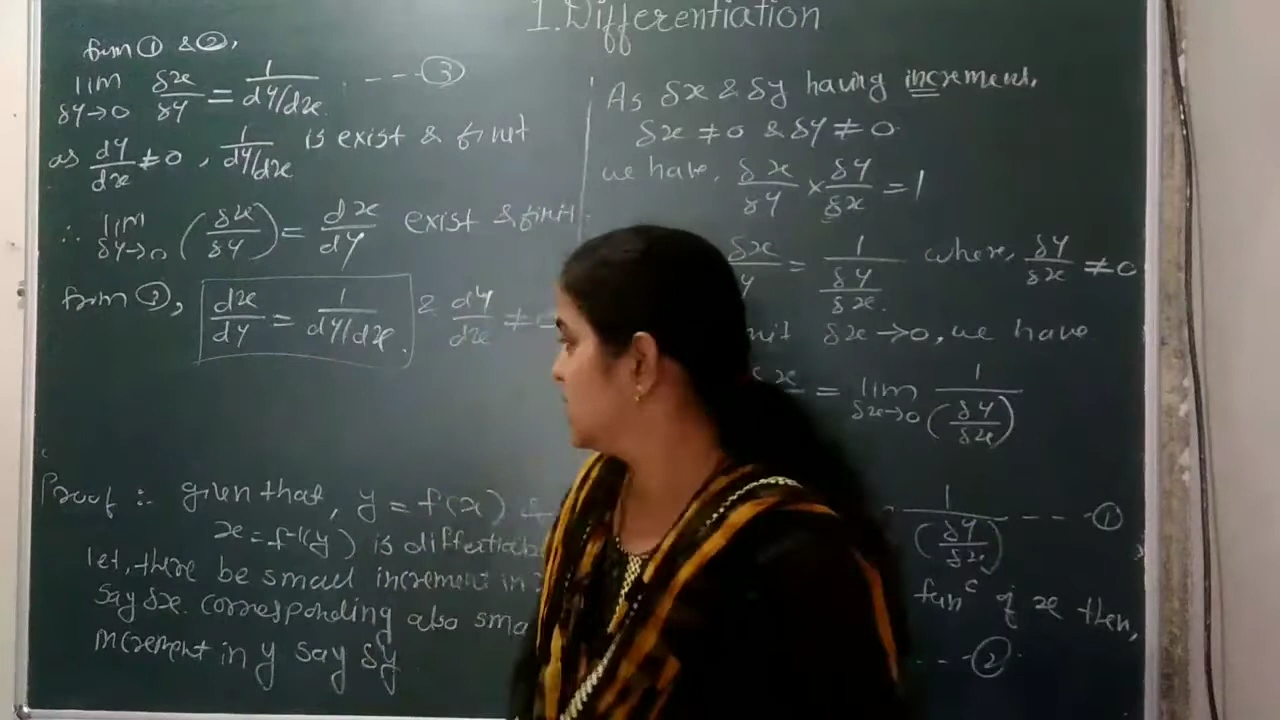 1. Differentiation
from ① & ②,
lim δy→0 δx/δy = 1/(dy/dx) ---- ③
as dy/dx ≠ 0, 1/(dy/dx) is exist & finit
∴ lim δy→0 (δx/δy) = dx/dy exist & finit
from ③, dx/dy = 1/(dy/dx). & dy/dx ≠ 0
Proof :- given that, y = f(x) &
x = f-1(y) is differtiab
let, there be small increment in
say δx. corresponding also sma
increment in y say δy
As δx & δy having increment.
δx ≠ 0 & δy ≠ 0.
we have, δx/δy × δy/δx = 1
δx/y = 1/(δy/δx). where, δy/δx ≠ 0
mit δx→0, we have
δx = lim δx→0 1/(δy/δx)
1/(δy/δx) ---- ①
funᶜ of x then,
---- ②